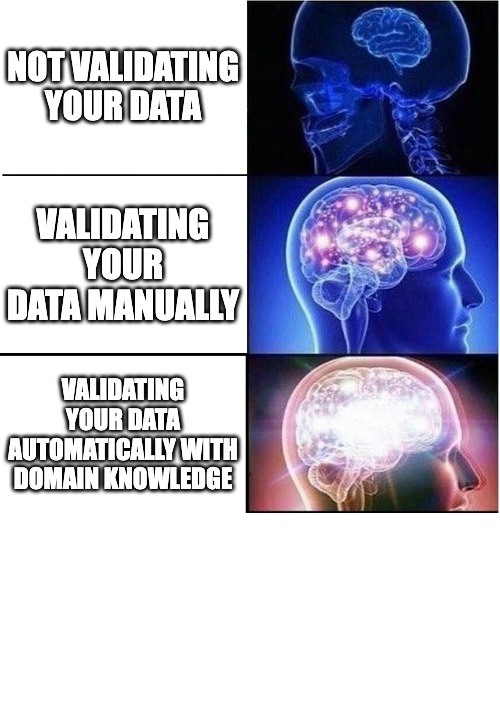 NOT VALIDATING
YOUR DATA
VALIDATING
YOUR
DATA MANUALLY
VALIDATING
YOUR DATA
AUTOMATICALLY WITH
DOMAIN KNOWLEDGE